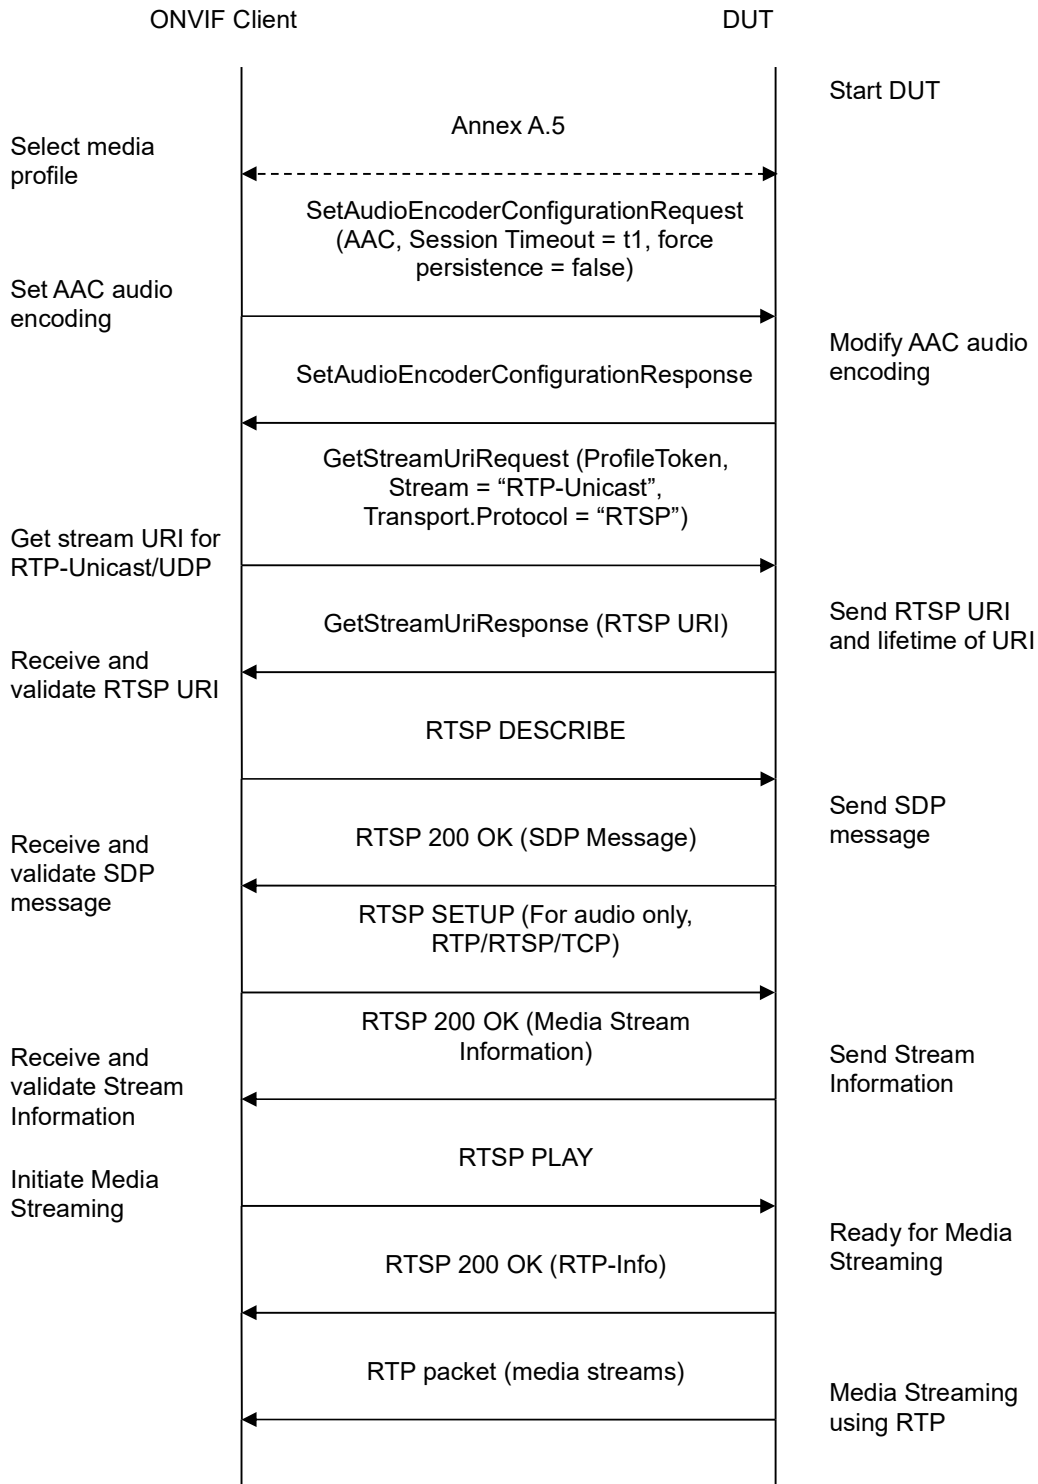 ONVIF Client
DUT
Start DUT
Annex A.5
Select media
profile
SetAudioEncoderConfigurationRequest
(AAC, Session Timeout = t1, force
persistence = false)
Set AAC audio
encoding
Modify AAC audio
encoding
SetAudioEncoderConfigurationResponse
GetStreamUriRequest (ProfileToken,
Stream = “RTP-Unicast”,
Transport.Protocol = “RTSP”)
Get stream URI for
RTP-Unicast/UDP
Send RTSP URI
and lifetime of URI
GetStreamUriResponse (RTSP URI)
Receive and
validate RTSP URI
RTSP DESCRIBE
Send SDP
message
RTSP 200 OK (SDP Message)
Receive and
validate SDP
message
RTSP SETUP (For audio only,
RTP/RTSP/TCP)
RTSP 200 OK (Media Stream
Information)
Send Stream
Information
Receive and
validate Stream
Information
RTSP PLAY
Initiate Media
Streaming
Ready for Media
Streaming
RTSP 200 OK (RTP-Info)
RTP packet (media streams)
Media Streaming
using RTP